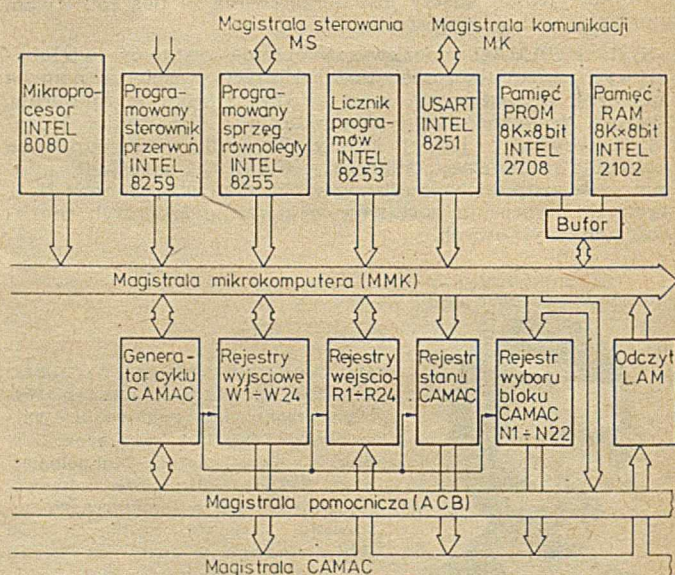 Magistrala sterowania
MS
Magistrala komunikacji
MK
Mikropro-
cesor
INTEL
8080
Progra-
mowany
sterownik
przerwań
INTEL
8259
Progra-
mowany
sprzęg
równoległy
INTEL
8255
Licznik
progra-
mów
INTEL
8253
USART
INTEL
8251
Pamięć
PROM
8K×8bit
INTEL
2708
Pamięć
RAM
8K×8bit
INTEL
2102
Bufor
Magistrala mikrokomputera (MMK)
Genera-
tor cyklu
CAMAC
Rejestry
wyjsciowe
W1÷W24
Rejestry
wejscio-
R1÷R24
Rejestr
stanu
CAMAC
Rejestr
wyboru
bloku
CAMAC
N1÷N22
Odczyt
LAM
Magistrala pomocnicza (ACB)
Magistrala CAMAC